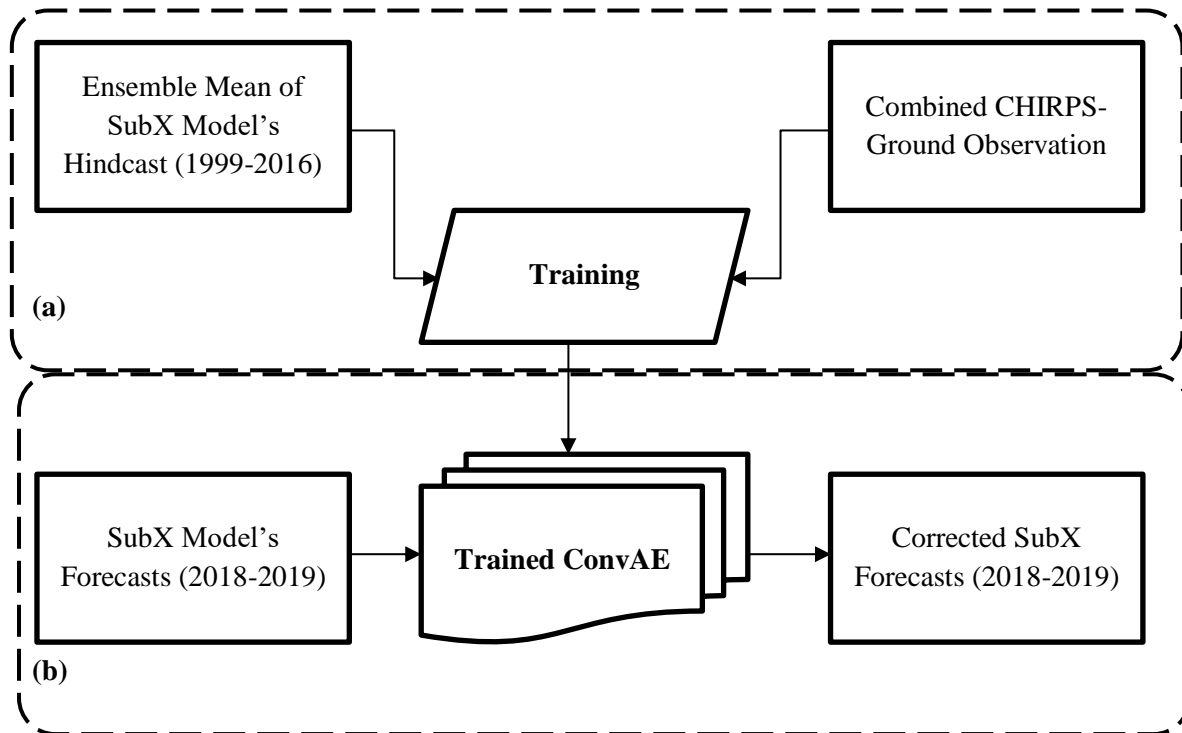 Ensemble Mean of
SubX Model's
Hindcast (1999-2016)
Combined CHIRPS-
Ground Observation
Training
(a)
SubX Model's
Forecasts (2018-2019)
Trained ConvAE
Corrected SubX
Forecasts (2018-2019)
(b)